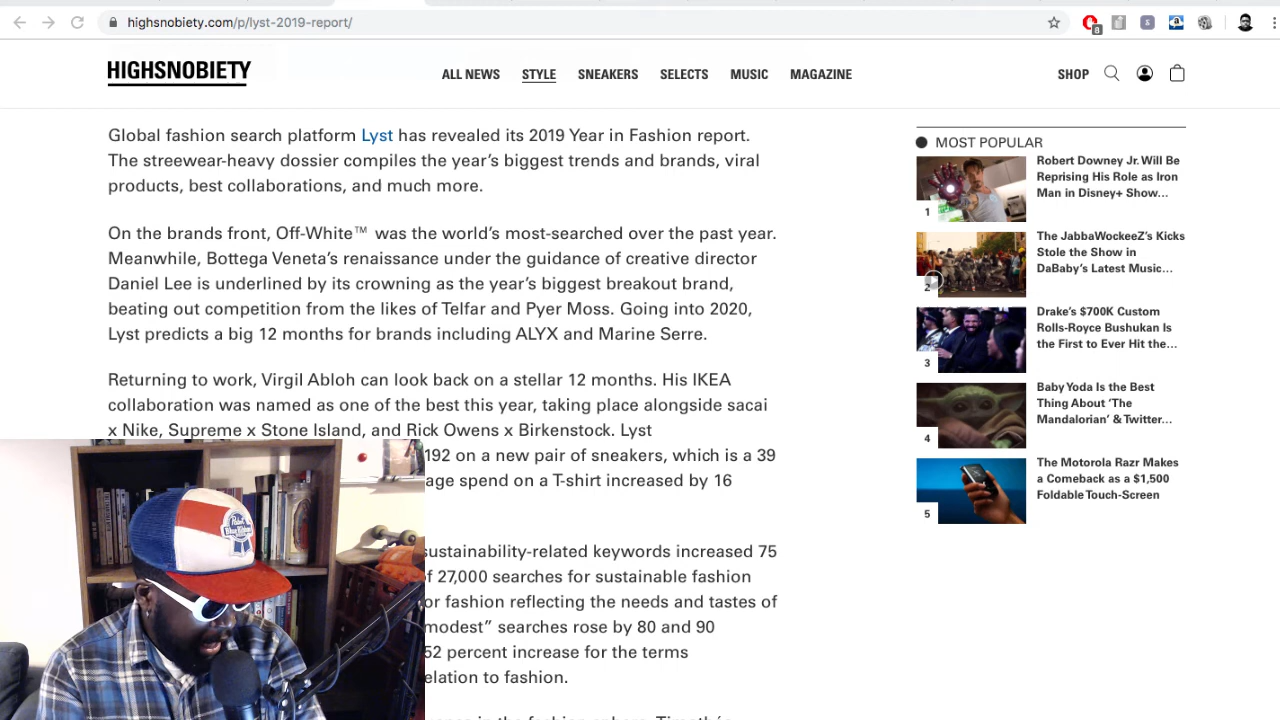 highsnobiety.com/p/lyst-2019-report/
8
HIGHSNOBIETY
ALL NEWS
STYLE
SNEAKERS
SELECTS
MUSIC
MAGAZINE
SHOP
Global fashion search platform Lyst has revealed its 2019 Year in Fashion report.
The streewear-heavy dossier compiles the year’s biggest trends and brands, viral
products, best collaborations, and much more.
On the brands front, Off-White™ was the world’s most-searched over the past year.
Meanwhile, Bottega Veneta’s renaissance under the guidance of creative director
Daniel Lee is underlined by its crowning as the year’s biggest breakout brand,
beating out competition from the likes of Telfar and Pyer Moss. Going into 2020,
Lyst predicts a big 12 months for brands including ALYX and Marine Serre.
Returning to work, Virgil Abloh can look back on a stellar 12 months. His IKEA
collaboration was named as one of the best this year, taking place alongside sacai
x Nike, Supreme x Stone Island, and Rick Owens x Birkenstock. Lyst
192 on a new pair of sneakers, which is a 39
age spend on a T-shirt increased by 16
sustainability-related keywords increased 75
f 27,000 searches for sustainable fashion
or fashion reflecting the needs and tastes of
modest” searches rose by 80 and 90
52 percent increase for the terms
elation to fashion.
in the fashion sphere. Timothée
MOST POPULAR
1
Robert Downey Jr. Will Be
Reprising His Role as Iron
Man in Disney+ Show...
2
The JabbaWockeeZ’s Kicks
Stole the Show in
DaBaby’s Latest Music...
3
Drake’s $700K Custom
Rolls-Royce Bushukan Is
the First to Ever Hit the...
4
Baby Yoda Is the Best
Thing About ‘The
Mandalorian’ & Twitter...
5
The Motorola Razr Makes
a Comeback as a $1,500
Foldable Touch-Screen
Pabst
Blue Ribbon